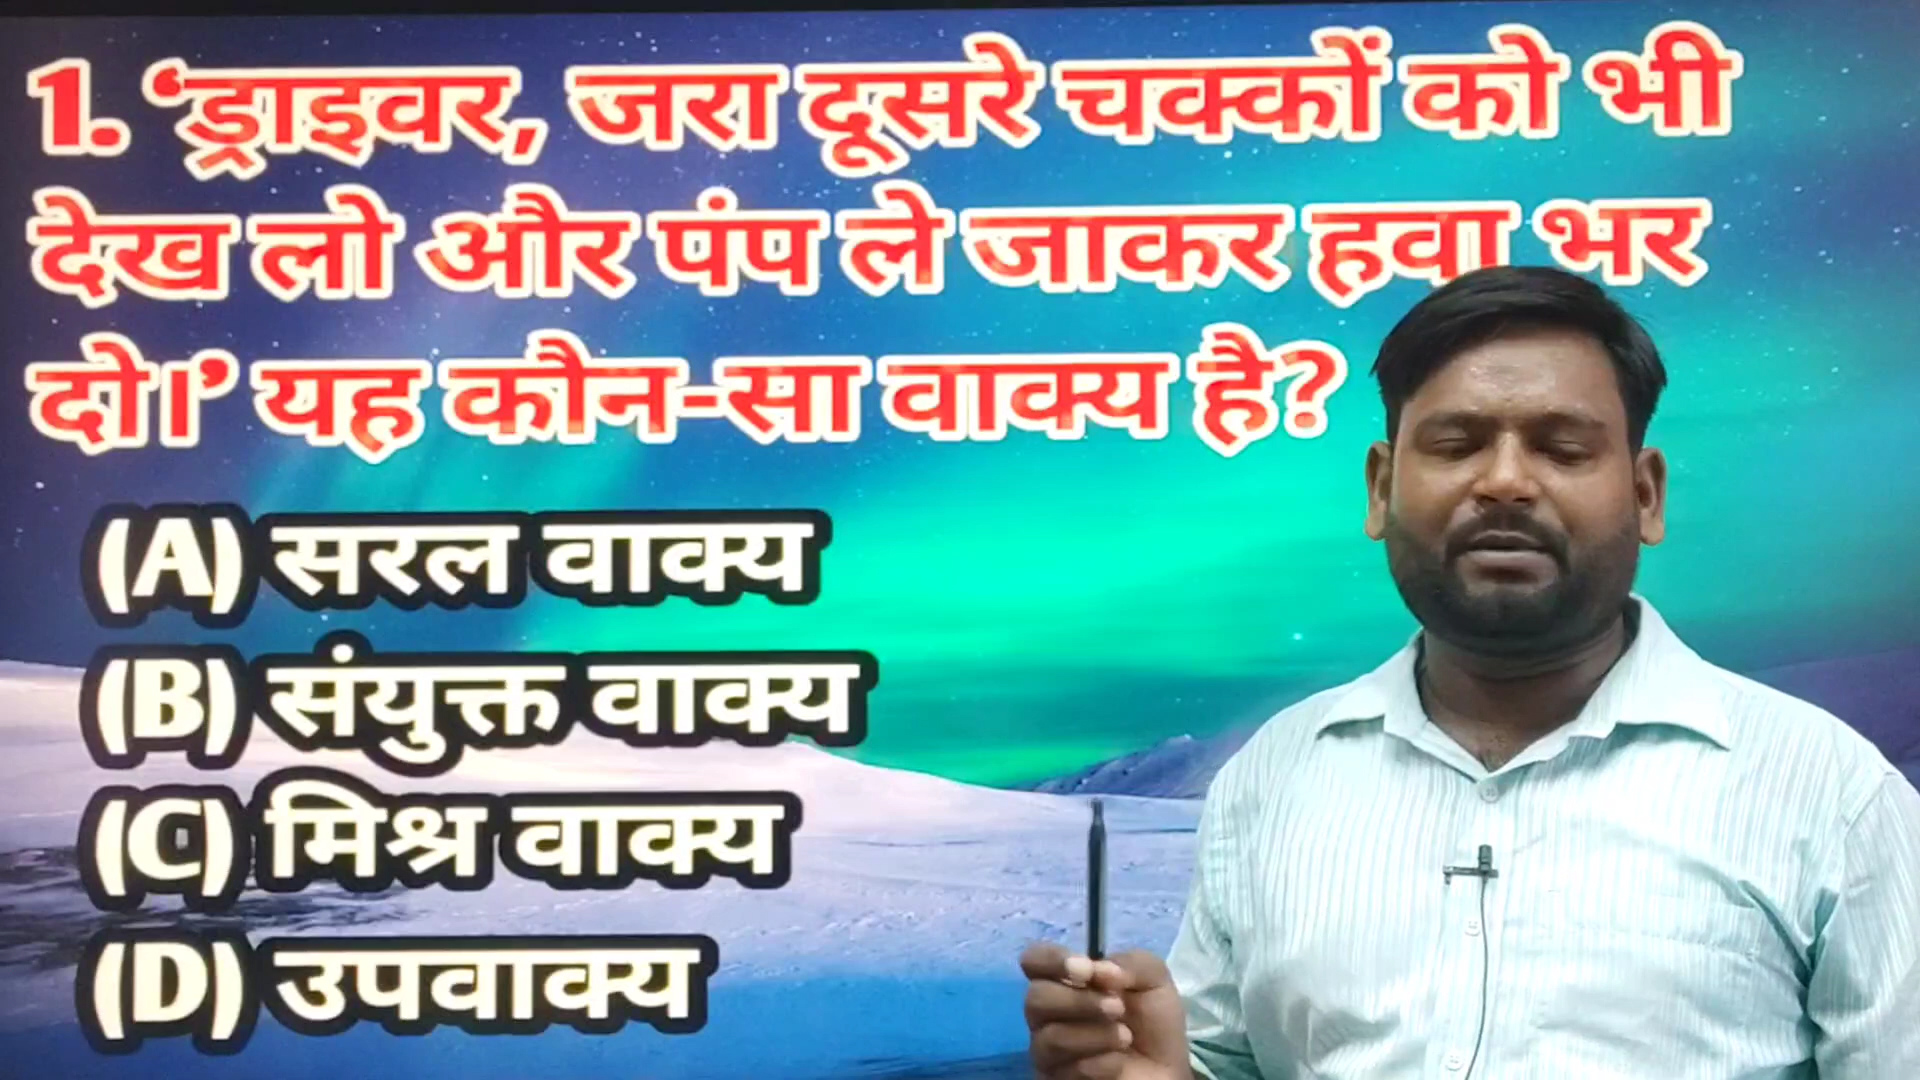 1. ‘ड्राइवर, जरा दूसरे चक्कों को भी
देख लो और पंप ले जाकर हवा भर
दो।’ यह कौन-सा वाक्य है?
(A) सरल वाक्य
(B) संयुक्त वाक्य
(C) मिश्र वाक्य
(D) उपवाक्य